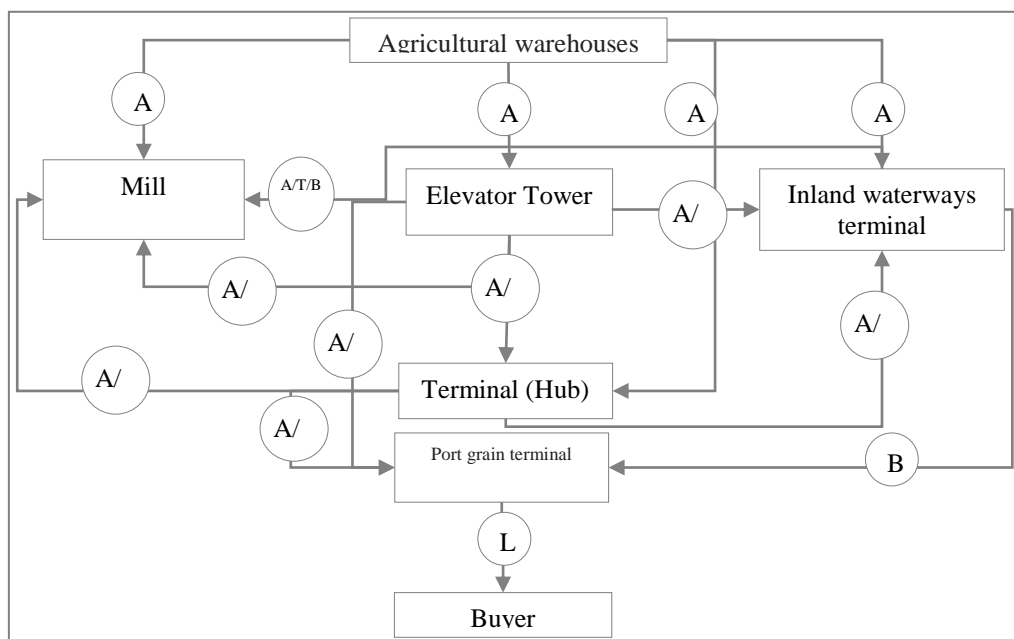 Agricultural warehouses
A
A
A
A
Mill
A/T/B
Elevator Tower
A/
Inland waterways
terminal
A/
A/
A/
A/
A/
Terminal (Hub)
A/
Port grain terminal
B
L
Buyer